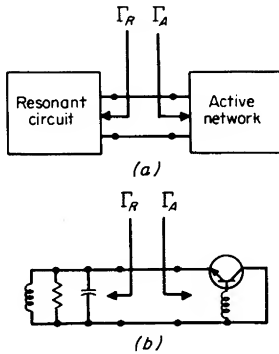 Γ_R Γ_A
Resonant circuit
Active network
(a)
Γ_R Γ_A
(b)